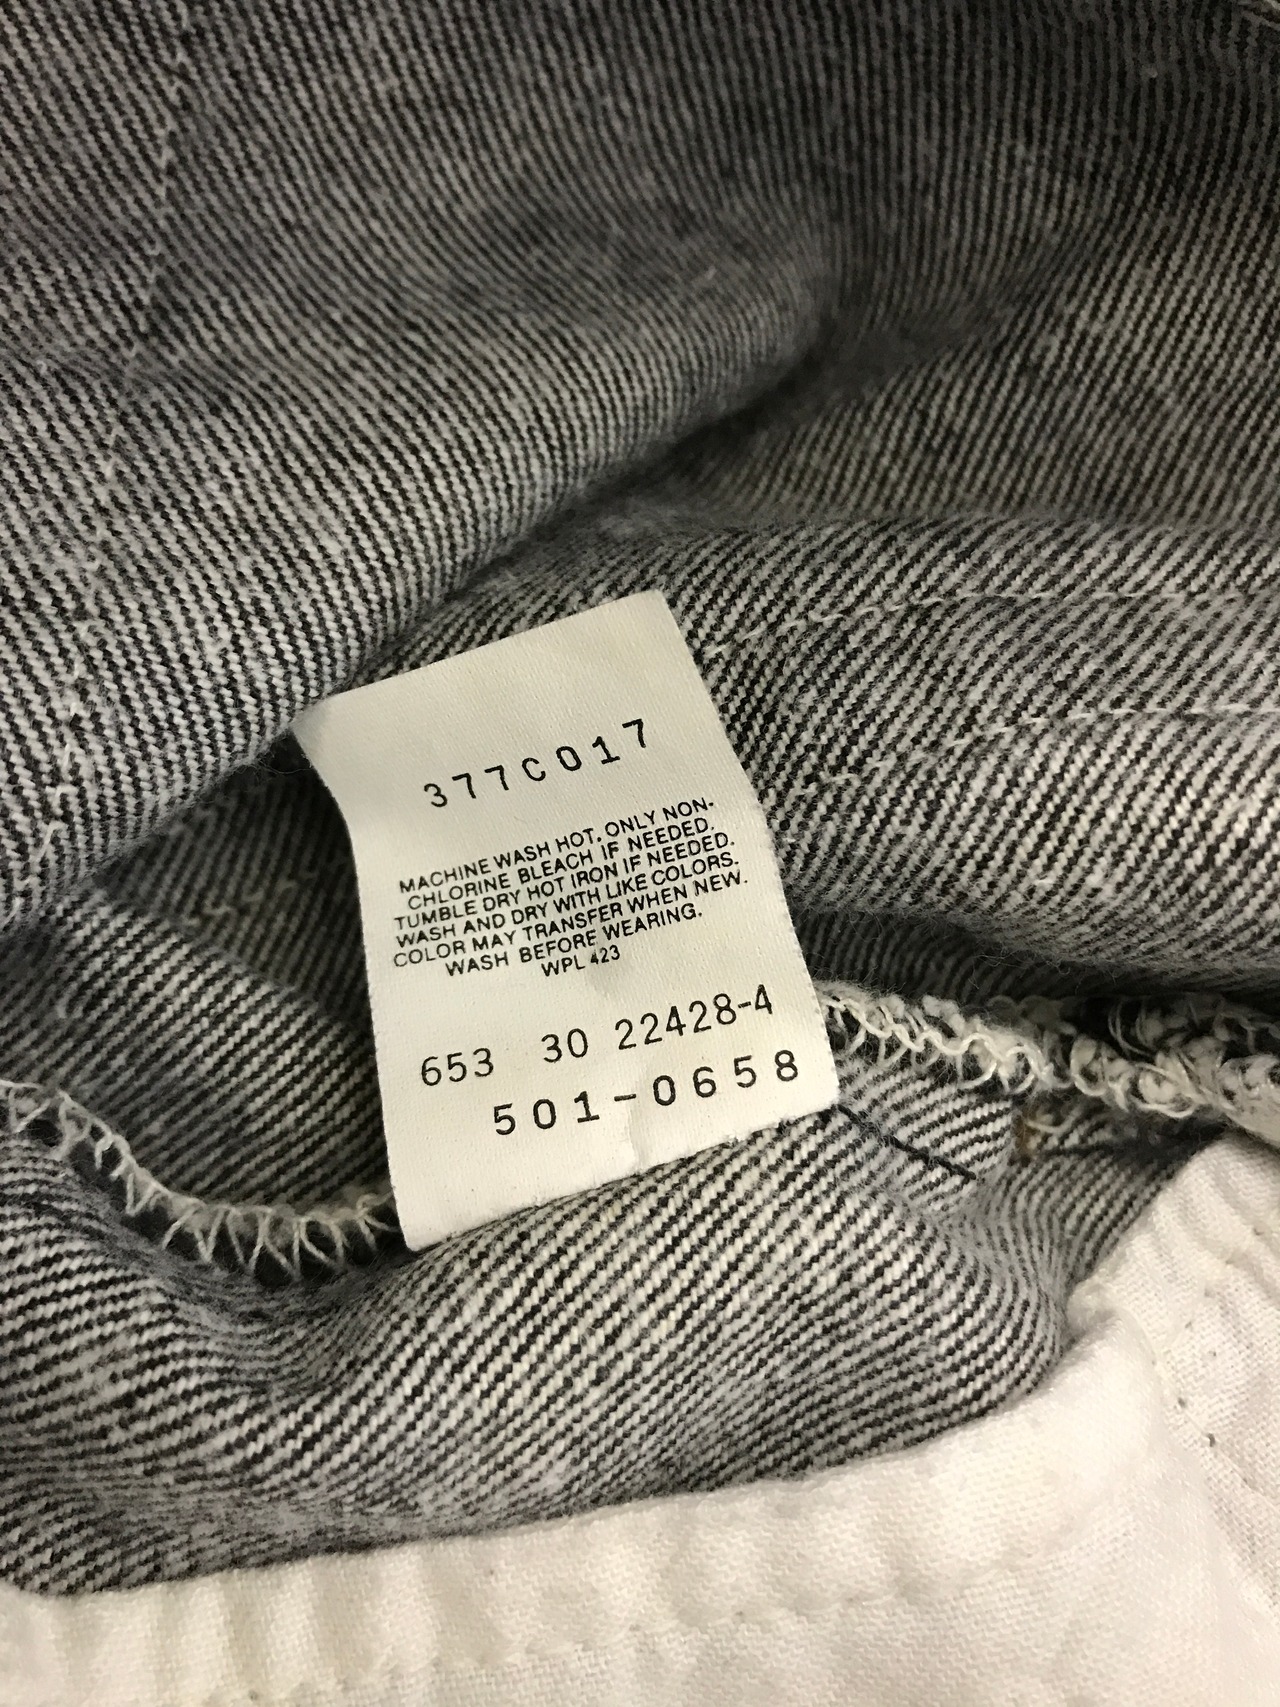 377C017
MACHINE WASH HOT, ONLY NON-
CHLORINE BLEACH IF NEEDED.
TUMBLE DRY HOT IRON IF NEEDED.
WASH AND DRY WITH LIKE COLORS.
COLOR MAY TRANSFER WHEN NEW.
WASH BEFORE WEARING.
WPL 423
653 30 22428-4
501-0658